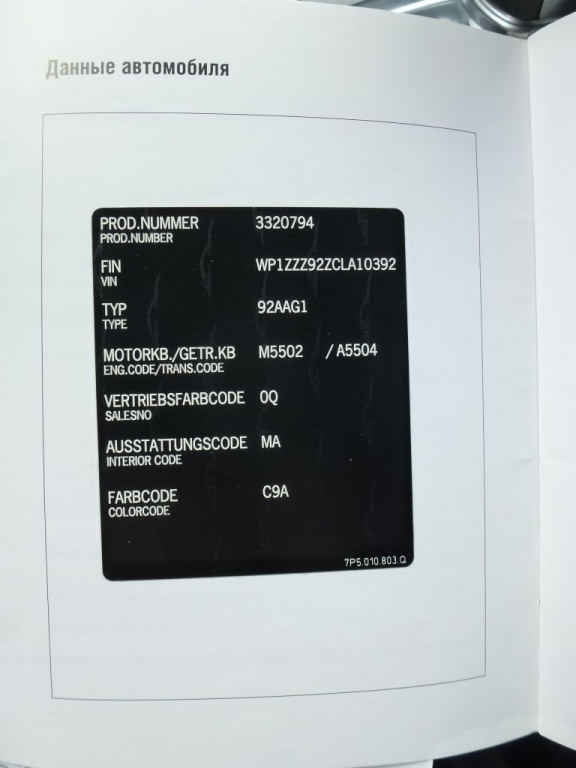 Данные автомобиля
PROD.NUMMER 3320794
PROD.NUMBER
FIN WP1ZZZ92ZCLA10392
VIN
TYP 92AAG1
TYPE
MOTORKB./GETR.KB M5502 / A5504
ENG.CODE/TRANS.CODE
VERTRIEBSFARBCODE 0Q
SALESNO
AUSSTATTUNGSCODE MA
INTERIOR CODE
FARBCODE C9A
COLORCODE
7P5.010.803.Q